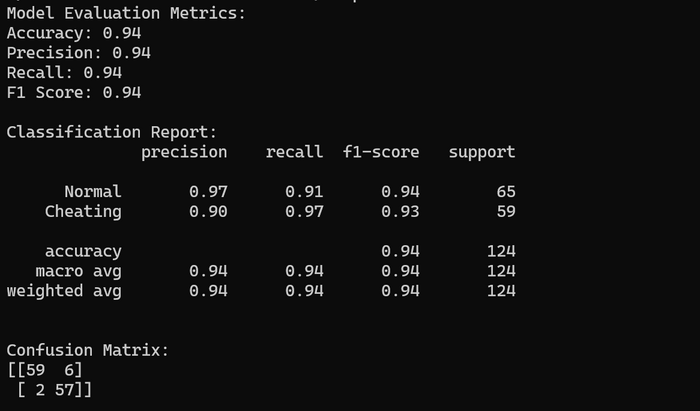 Model Evaluation Metrics:
Accuracy: 0.94
Precision: 0.94
Recall: 0.94
F1 Score: 0.94
Classification Report:
precision recall f1-score support
Normal 0.97 0.91 0.94 65
Cheating 0.90 0.97 0.93 59
accuracy 0.94 124
macro avg 0.94 0.94 0.94 124
weighted avg 0.94 0.94 0.94 124
Confusion Matrix:
[[59 6]
[ 2 57]]